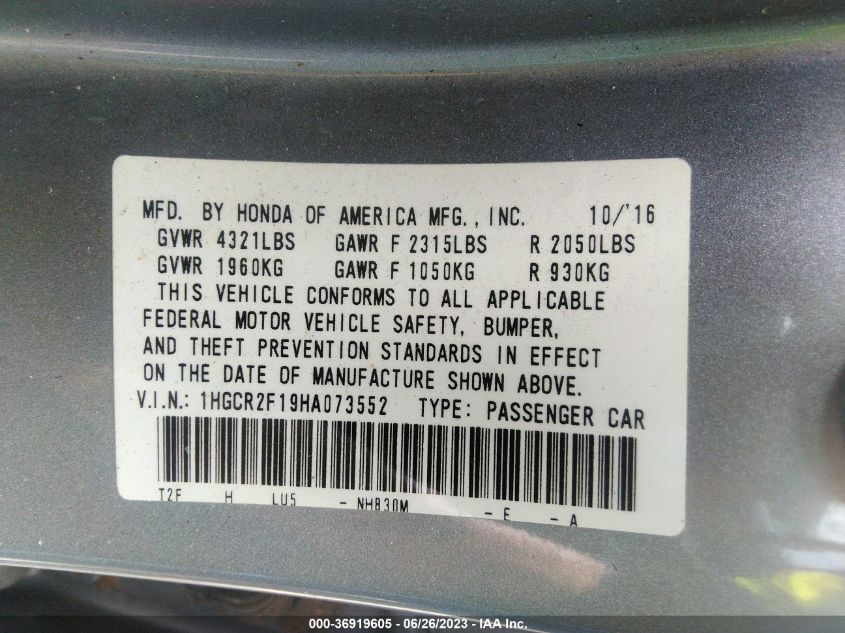 MFD. BY HONDA OF AMERICA MFG., INC. 10/'16
GVWR 4321LBS GAWR F 2315LBS R 2050LBS
GVWR 1960KG GAWR F 1050KG R 930KG
THIS VEHICLE CONFORMS TO ALL APPLICABLE
FEDERAL MOTOR VEHICLE SAFETY, BUMPER,
AND THEFT PREVENTION STANDARDS IN EFFECT
ON THE DATE OF MANUFACTURE SHOWN ABOVE.
V.I.N.: 1HGCR2F19HA073552 TYPE: PASSENGER CAR
T2F H LU5 - NH830M - E - A
000-36919605 - 06/26/2023 - IAA Inc.